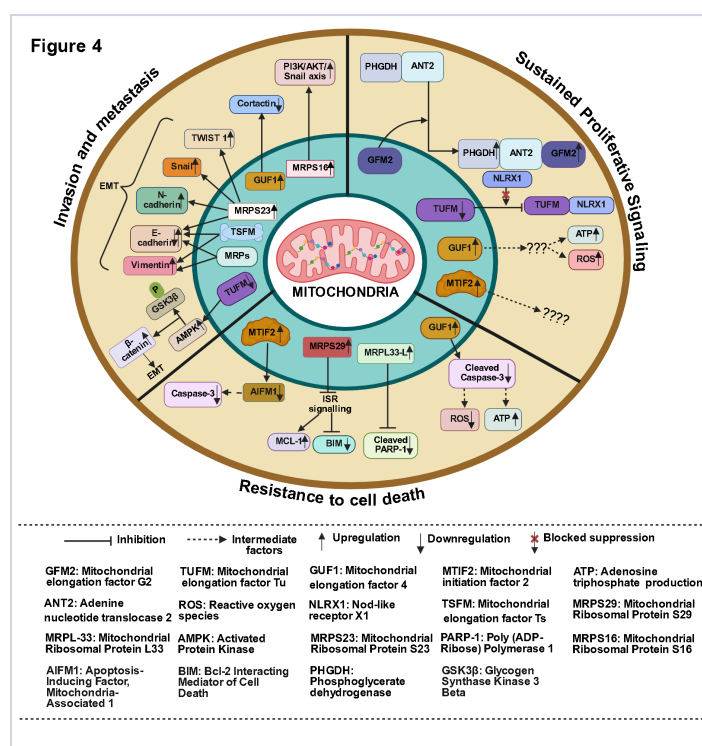 Figure 4
Invasion and metastasis
Sustained Proliferative Signaling
Resistance to cell death
PI3K/AKT/
Snail axis
Cortactin
TWIST 1
GUF1
MRPS16
Snail
EMT
N-
cadherin
MRPS23
E-
cadherin
TSFM
Vimentin
MRPs
TUFM
P
GSK3β
AMPK
β-
catenin
EMT
PHGDH
ANT2
GFM2
PHGDH
ANT2
GFM2
NLRX1
TUFM
TUFM
NLRX1
GUF1
???
ATP
ROS
MTIF2
????
MITOCHONDRIA
MTIF2
MRPS29
MRPL33-L
GUF1
Caspase-3
AIFM1
ISR
signalling
MCL-1
BIM
Cleaved
PARP-1
Cleaved
Caspase-3
ROS
ATP
Inhibition
Intermediate
factors
Upregulation
Downregulation
Blocked suppression
GFM2: Mitochondrial
elongation factor G2
TUFM: Mitochondrial
elongation factor Tu
GUF1: Mitochondrial
elongation factor 4
MTIF2: Mitochondrial
initiation factor 2
ATP: Adenosine
triphosphate production
ANT2: Adenine
nucleotide translocase 2
ROS: Reactive oxygen
species
NLRX1: Nod-like
receptor X1
TSFM: Mitochondrial
elongation factor Ts
MRPS29: Mitochondrial
Ribosomal Protein S29
MRPL-33: Mitochondrial
Ribosomal Protein L33
AMPK: Activated
Protein Kinase
MRPS23: Mitochondrial
Ribosomal Protein S23
PARP-1: Poly (ADP-
Ribose) Polymerase 1
MRPS16: Mitochondrial
Ribosomal Protein S16
AIFM1: Apoptosis-
Inducing Factor,
Mitochondria-
Associated 1
BIM: Bcl-2 Interacting
Mediator of Cell
Death
PHGDH:
Phosphoglycerate
dehydrogenase
GSK3β: Glycogen
Synthase Kinase 3
Beta